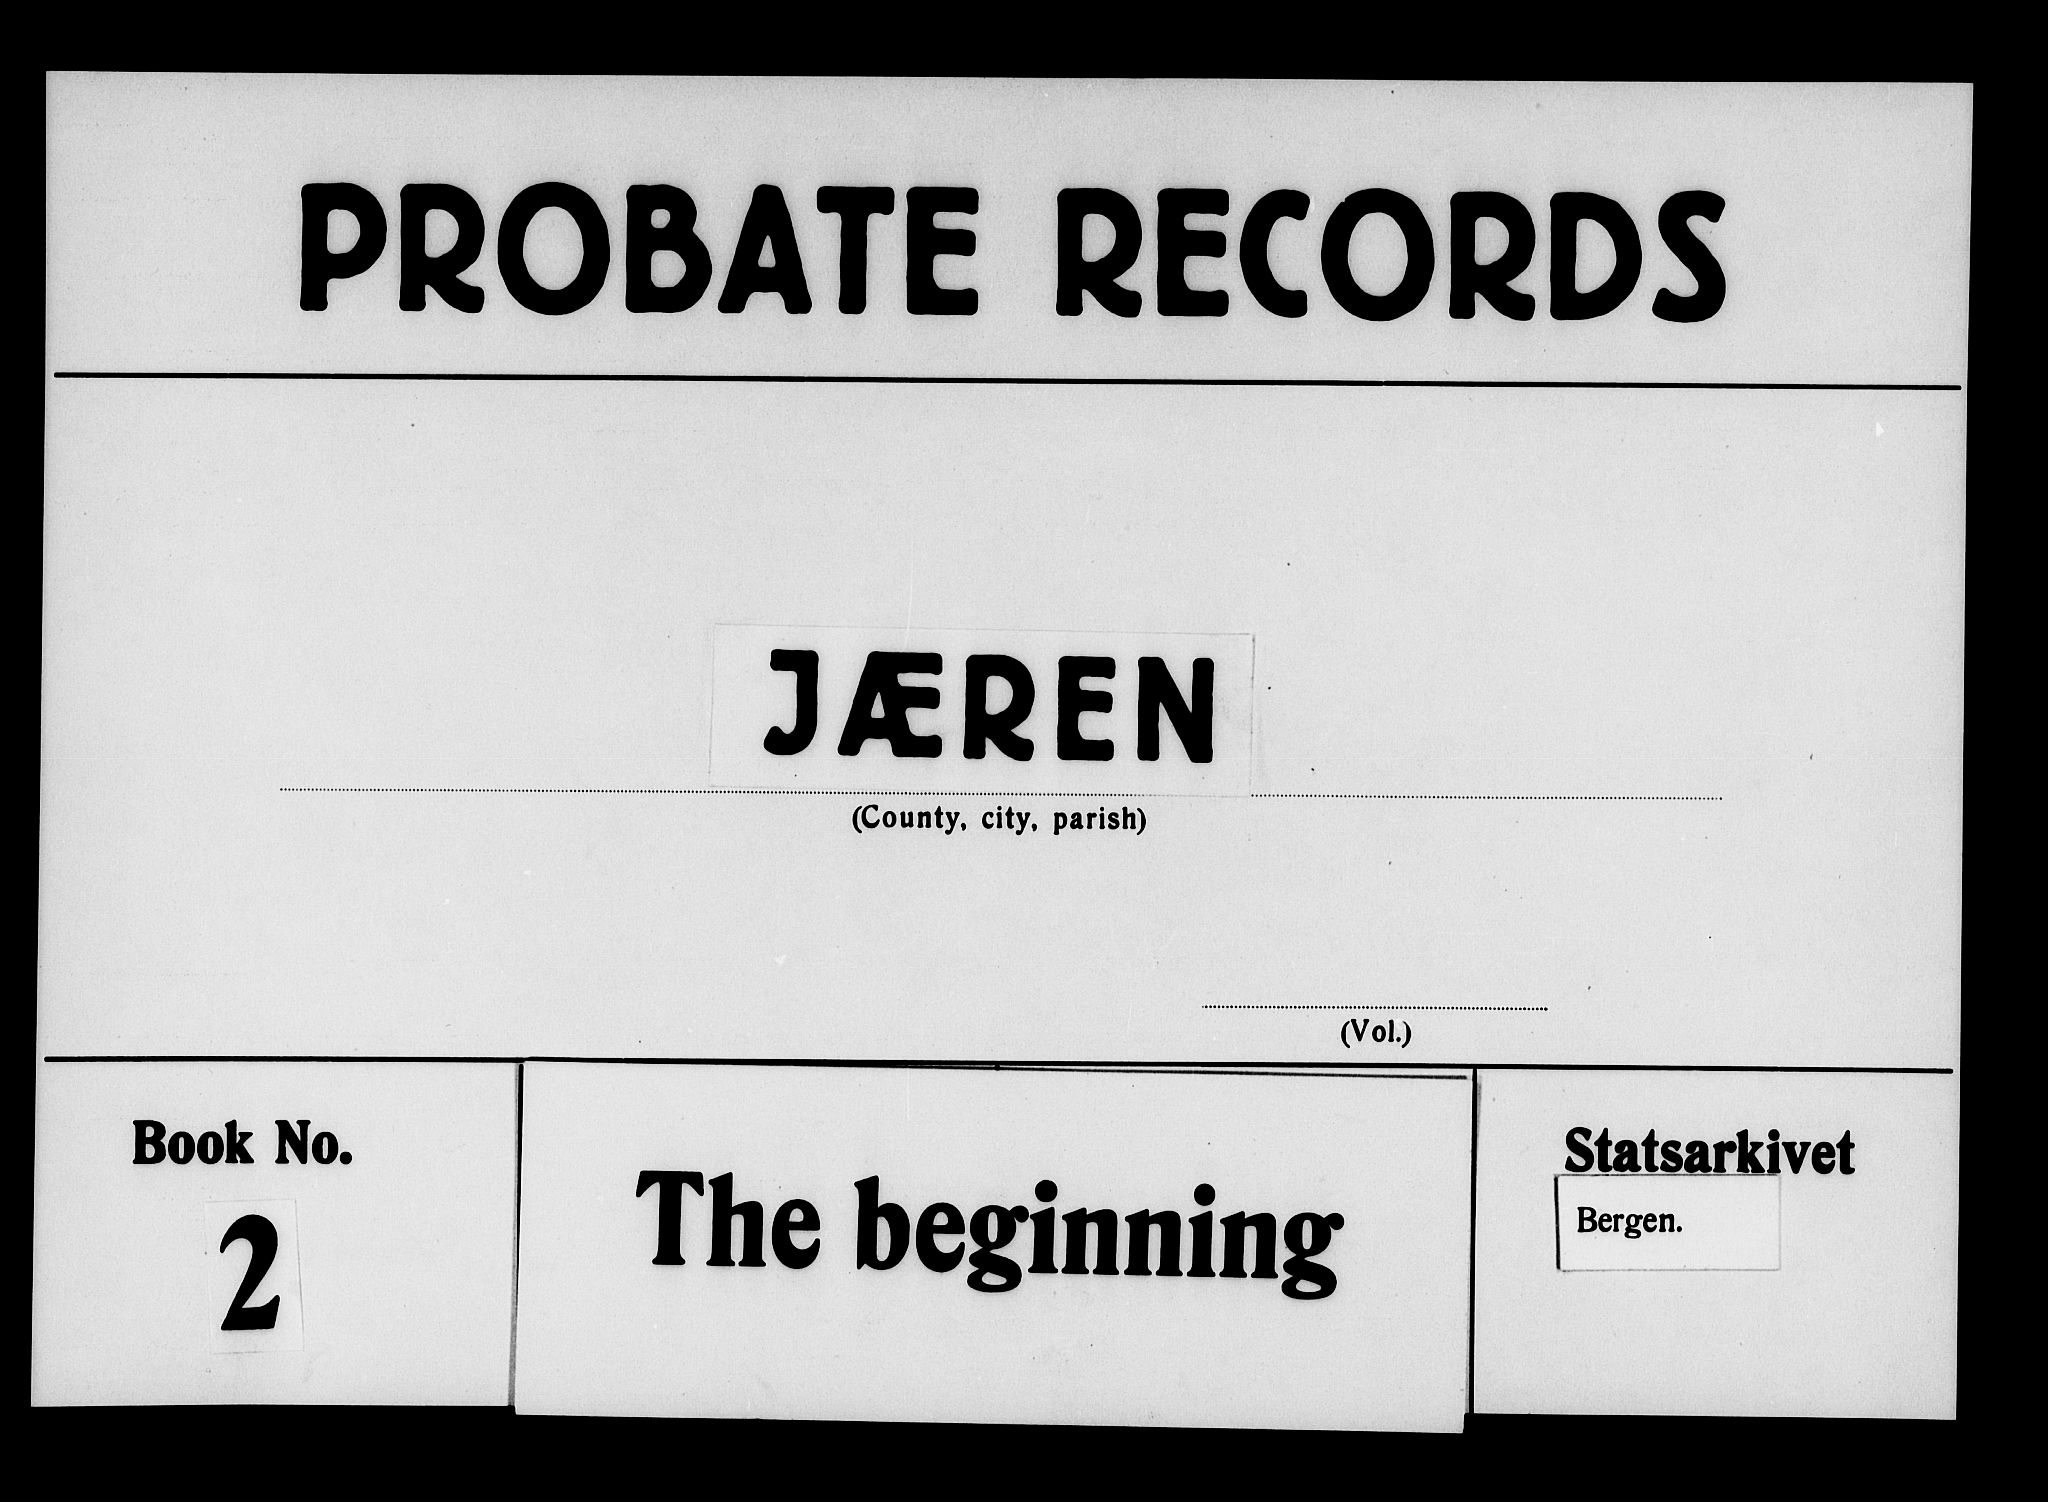 PROBATE RECORDS
JÆREN
(County, city, parish)
(Vol.)
Book No.
2
The beginning
Statsarkivet
Bergen.